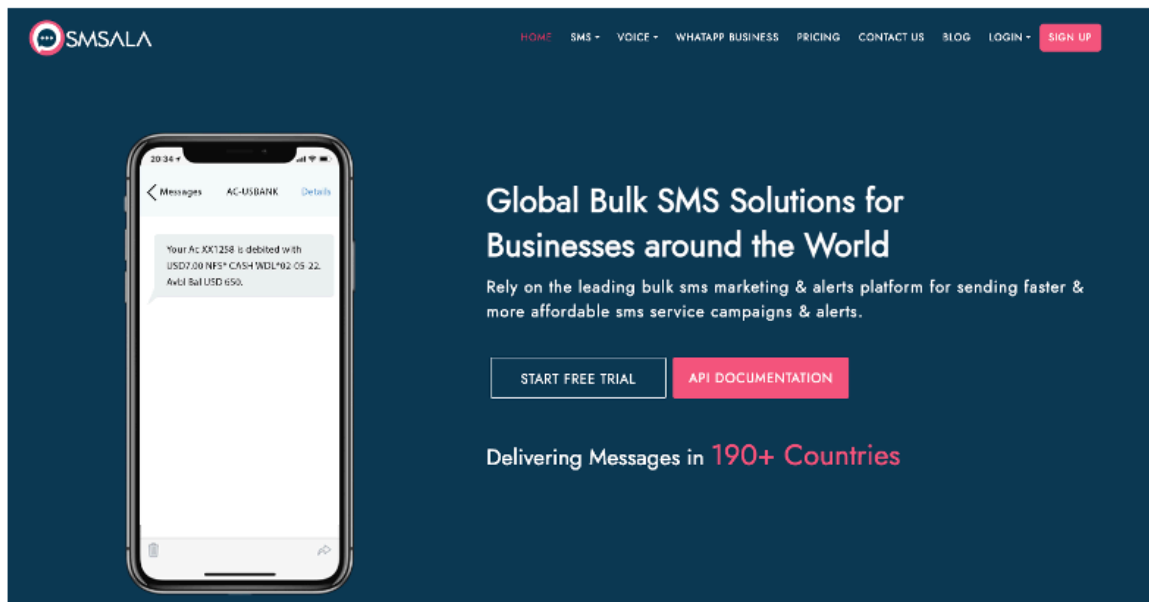 SMSALA
HOME SMS VOICE WHATAPP BUSINESS PRICING CONTACT US BLOG LOGIN SIGN UP
20:34
Messages AC-USBANK Details
Your Ac XX1258 is debited with
USD7.00 NFS* CASH WDL*02-05-22.
Avbl Bal USD 650.
Global Bulk SMS Solutions for
Businesses around the World
Rely on the leading bulk sms marketing & alerts platform for sending faster &
more affordable sms service campaigns & alerts.
START FREE TRIAL API DOCUMENTATION
Delivering Messages in 190+ Countries